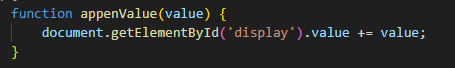 function appenValue(value) {
    document.getElementById('display').value += value;
}